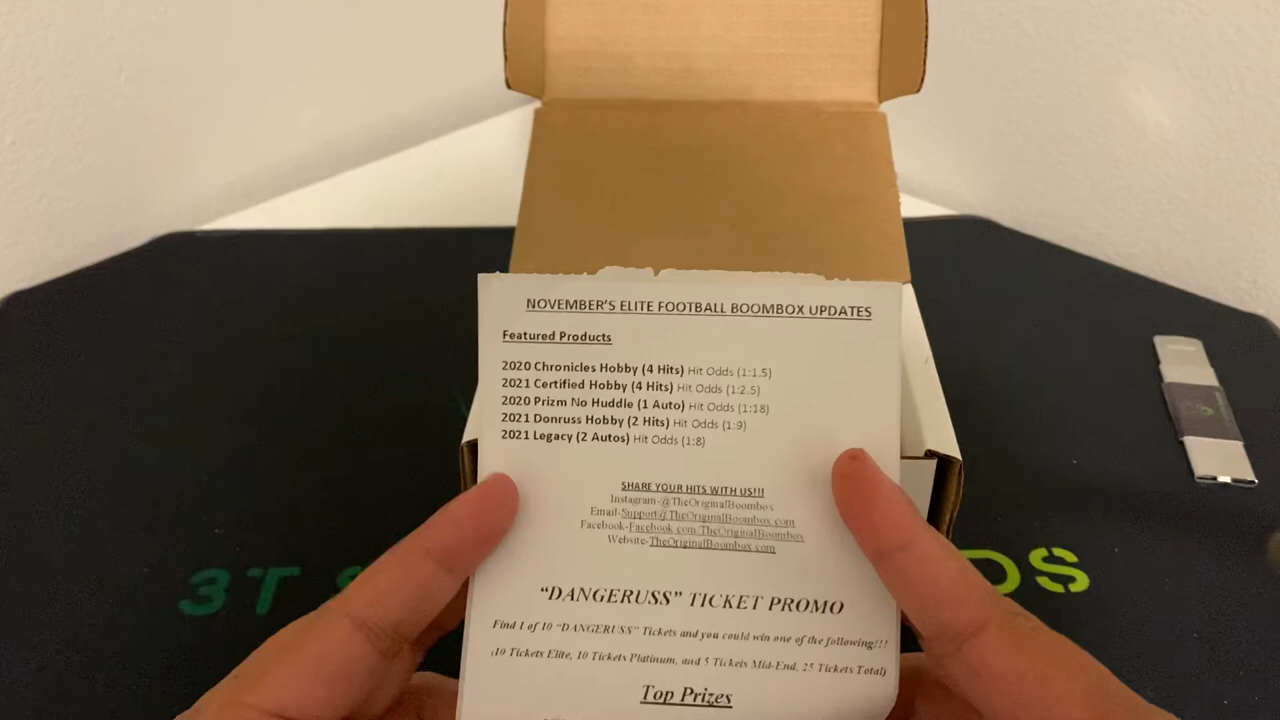 NOVEMBER'S ELITE FOOTBALL BOOMBOX UPDATES
Featured Products
2020 Chronicles Hobby (4 Hits) Hit Odds (1:1.5)
2021 Certified Hobby (4 Hits) Hit Odds (1:2.5)
2020 Prizm No Huddle (1 Auto) Hit Odds (1:18)
2021 Donruss Hobby (2 Hits) Hit Odds (1:9)
2021 Legacy (2 Autos) Hit Odds (1:8)
SHARE YOUR HITS WITH US!!!
Instagram-@TheOriginalBoombox
Email-Support@TheOriginalBoombox.com
Facebook-Facebook.com/TheOriginalBoombox
Website-TheOriginalBoombox.com
"DANGERUSS" TICKET PROMO
Find 1 of 10 "DANGERUSS" Tickets and you could win one of the following!!!
(10 Tickets Elite, 10 Tickets Platinum, and 5 Tickets Mid-End, 25 Tickets Total)
Top Prizes
3T